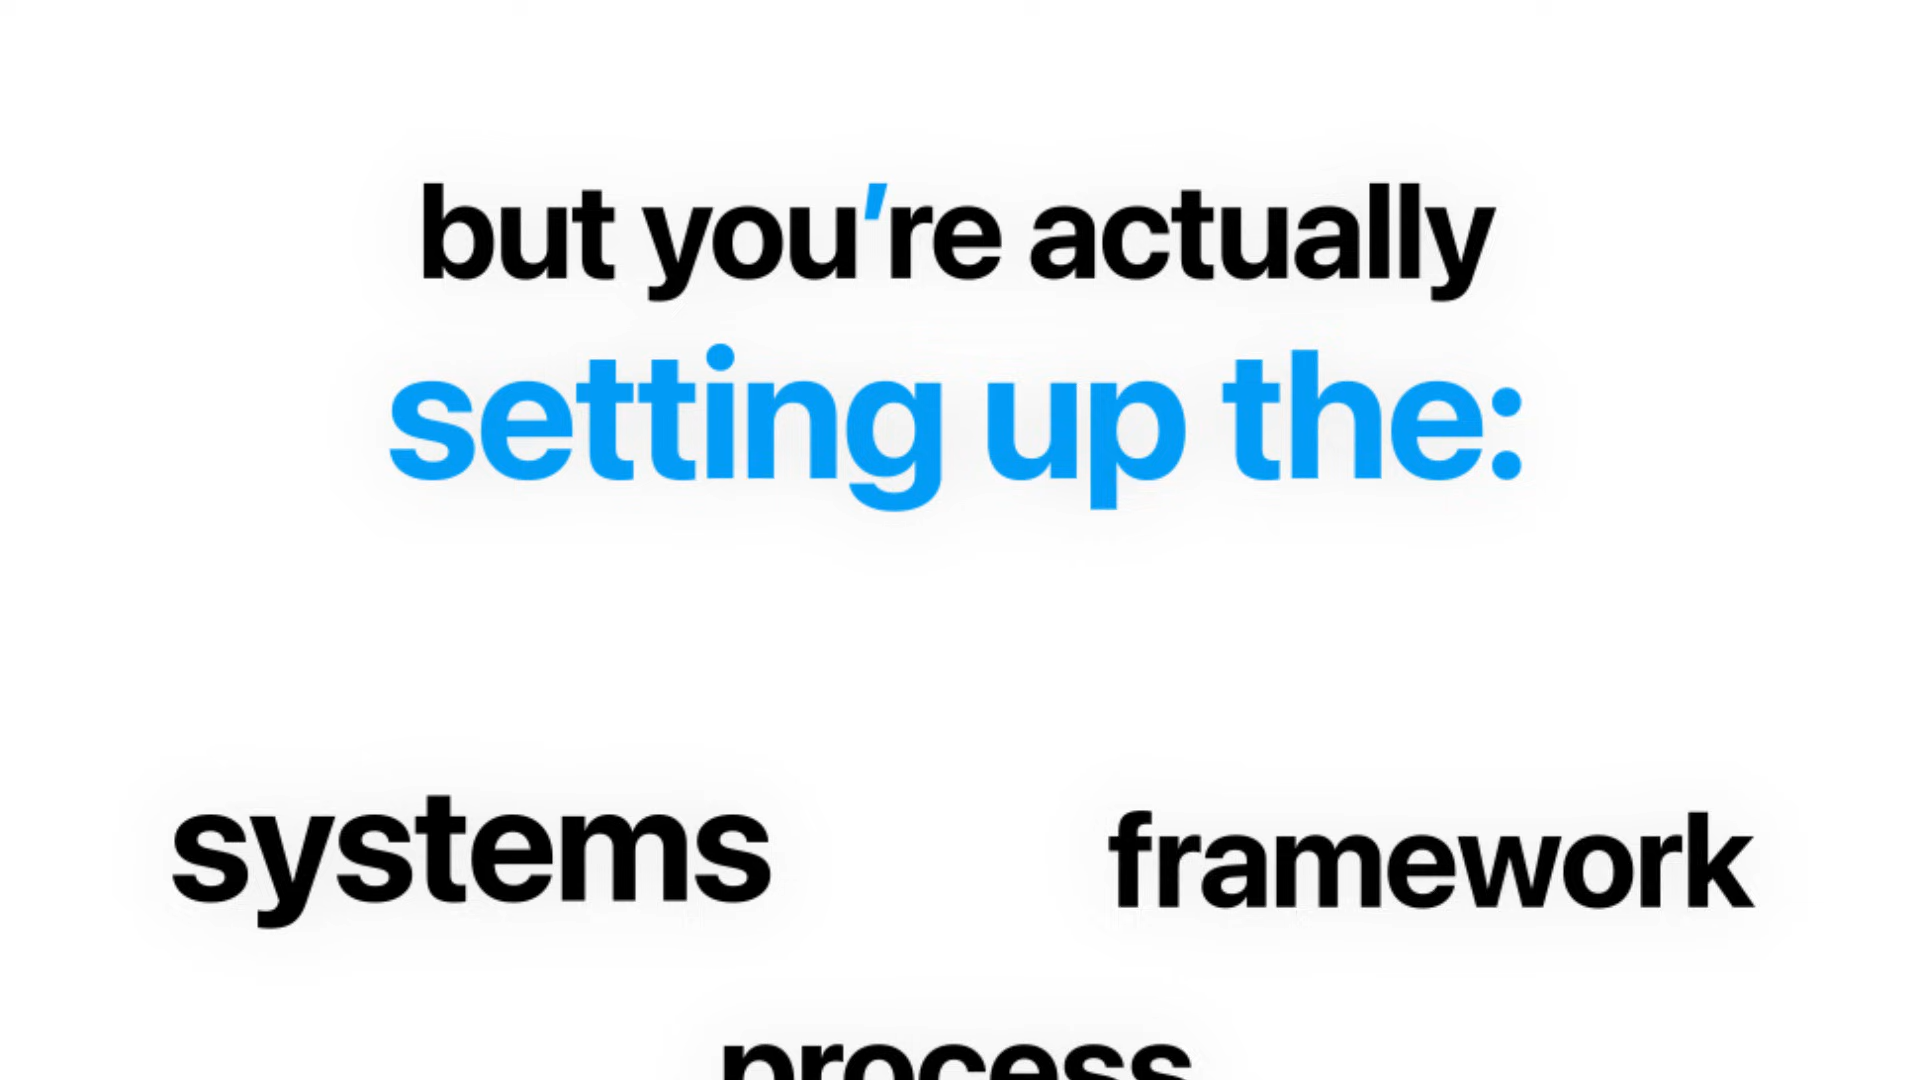 but you're actually
setting up the:
systems
framework
process